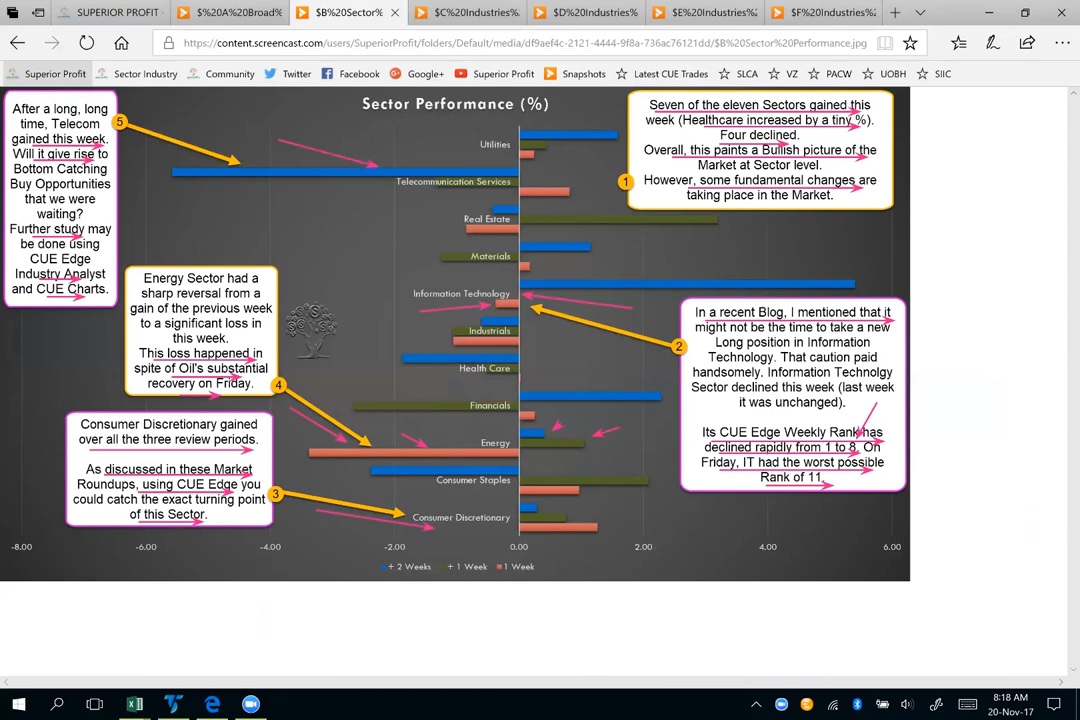 SUPERIOR PROFIT
$%20A%20Broad%
$B%20Sector%
$C%20Industries%
$D%20Industries%
$E%20Industries%
$F%20Industries%2
https://content.screencast.com/users/SuperiorProfit/folders/Default/media/df9aef4c-2121-4444-9f8a-736ac76121dd/$B%20Sector%20Performance.jpg
Superior Profit
Sector Industry
Community
Twitter
Facebook
Google+
Superior Profit
Snapshots
Latest CUE Trades
SLCA
VZ
PACW
UOBH
SIIC
Sector Performance (%)
After a long, long
time, Telecom
gained this week.
Will it give rise to
Bottom Catching
Buy Opportunities
that we were
waiting?
Further study may
be done using
CUE Edge
Industry Analyst
and CUE Charts.
5
Seven of the eleven Sectors gained this
week (Healthcare increased by a tiny %).
Four declined.
Overall, this paints a Bullish picture of the
Market at Sector level.
However, some fundamental changes are
taking place in the Market.
1
Energy Sector had a
sharp reversal from a
gain of the previous week
to a significant loss in
this week.
This loss happened in
spite of Oil's substantial
recovery on Friday.
4
In a recent Blog, I mentioned that it
might not be the time to take a new
Long position in Information
Technology. That caution paid
handsomely. Information Technolgy
Sector declined this week (last week
it was unchanged).
Its CUE Edge Weekly Rank has
declined rapidly from 1 to 8. On
Friday, IT had the worst possible
Rank of 11.
2
Consumer Discretionary gained
over all the three review periods.
As discussed in these Market
Roundups, using CUE Edge you
could catch the exact turning point
of this Sector.
3
Utilities
Telecommunication Services
Real Estate
Materials
Information Technology
Industrials
Health Care
Financials
Energy
Consumer Staples
Consumer Discretionary
-8.00 -6.00 -4.00 -2.00 0.00 2.00 4.00 6.00
+ 2 Weeks + 1 Week 1 Week
8:18 AM
20-Nov-17